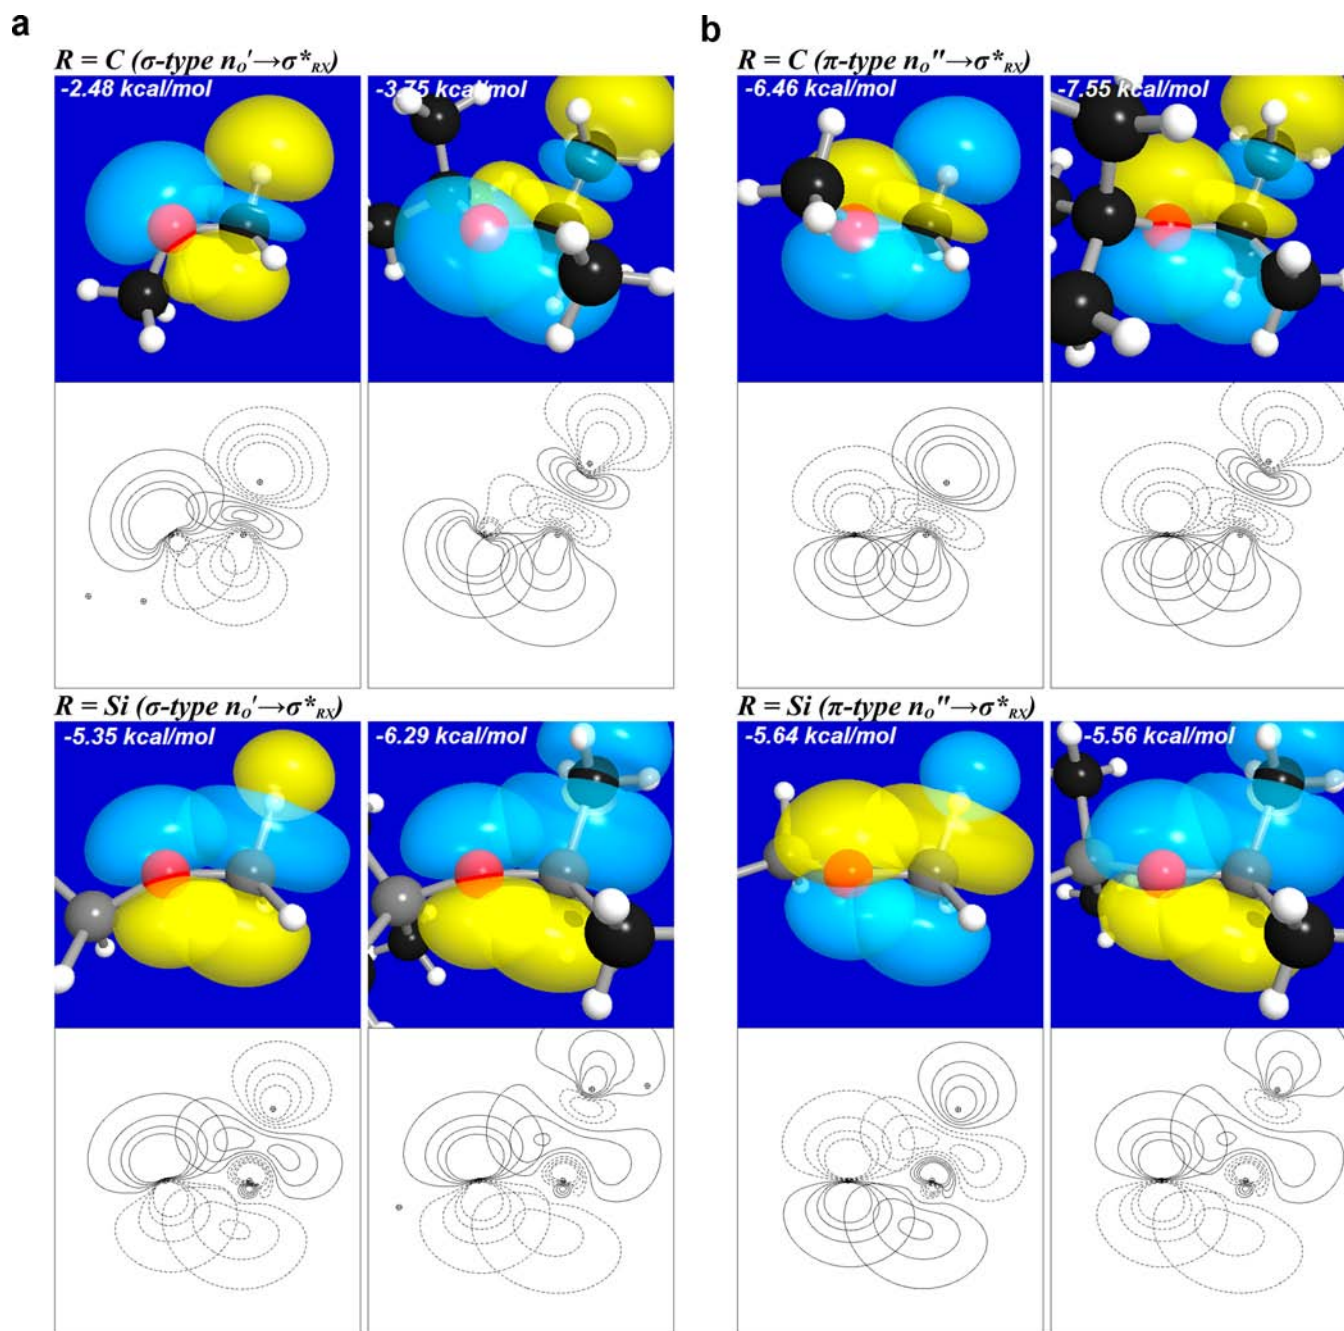 a
b
R = C (σ-type nₒ′→σ*RX)
R = C (π-type nₒ″→σ*RX)
-2.48 kcal/mol
-3.75 kcal/mol
-6.46 kcal/mol
-7.55 kcal/mol
R = Si (σ-type nₒ′→σ*RX)
R = Si (π-type nₒ″→σ*RX)
-5.35 kcal/mol
-6.29 kcal/mol
-5.64 kcal/mol
-5.56 kcal/mol